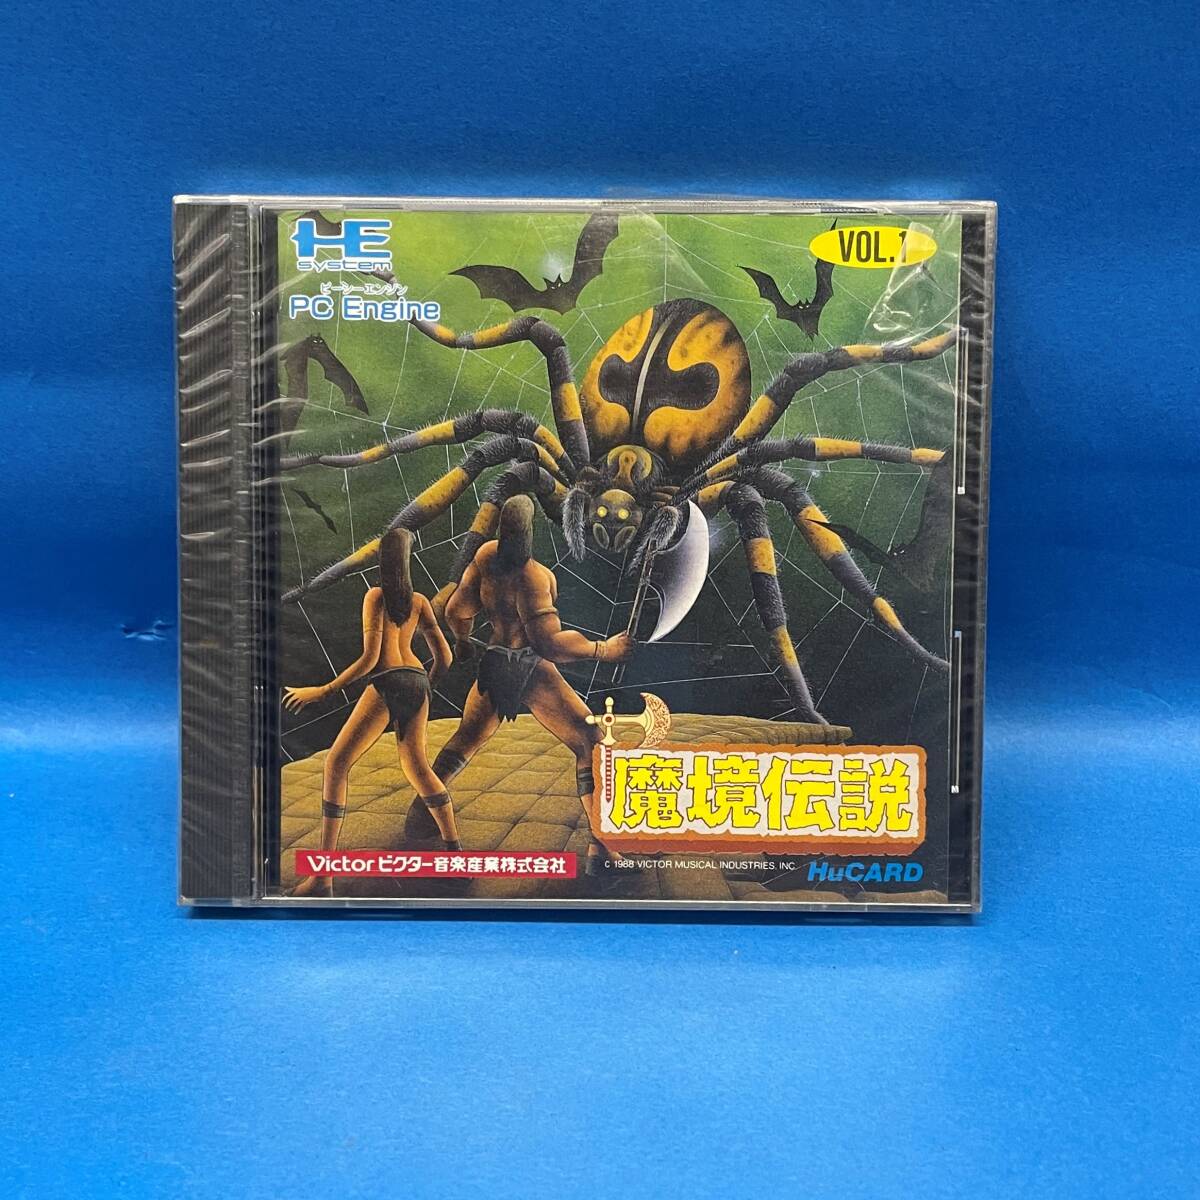 HE
system
ピーシーエンジン
PC Engine
VOL.1
魔境伝説
Victor ビクター音楽産業株式会社
C 1988 VICTOR MUSICAL INDUSTRIES, INC.
HuCARD